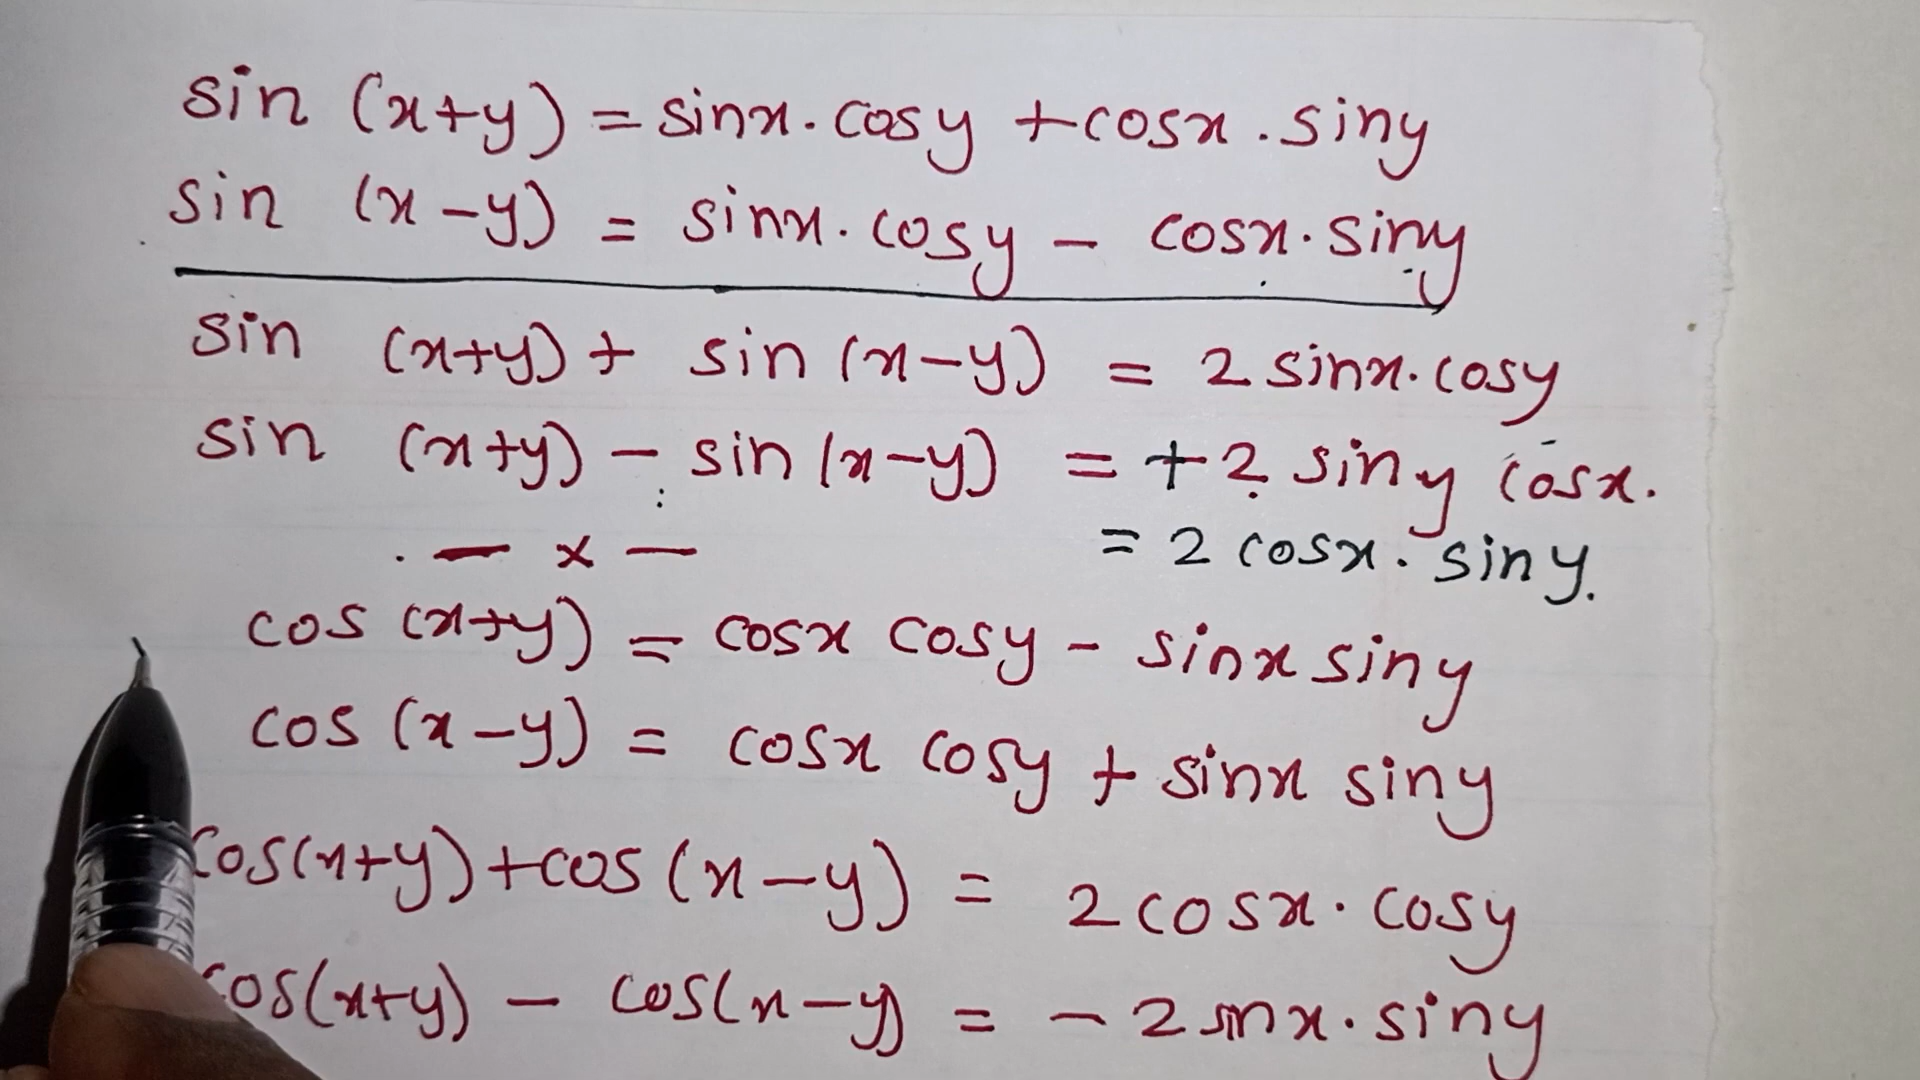 sin (x+y) = sinx. cosy + cosx. siny
sin (x-y) = sinx. cosy - cosx. siny
sin (x+y) + sin (x-y) = 2 sinx. cosy
sin (x+y) - sin (x-y) = +2 siny cosx.
- x - = 2 cosx. siny.
cos (x+y) = cosx cosy - sinx siny
cos (x-y) = cosx cosy + sinx siny
cos(x+y) + cos (x-y) = 2 cosx. cosy
cos(x+y) - cos(x-y) = - 2 sinx. siny